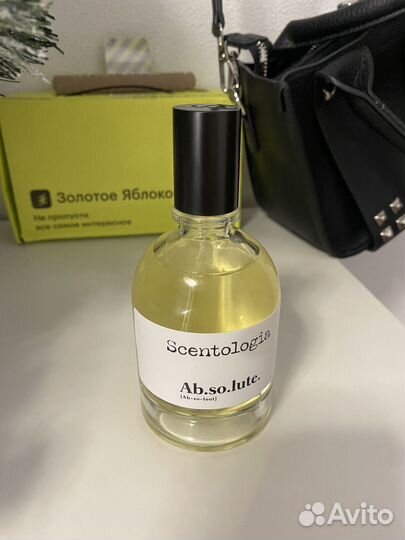 Золотое Яблоко
Не пропусти
все самое интересное
Scentologia
Ab.so.lute.
[Ab-so-loot]
Avito